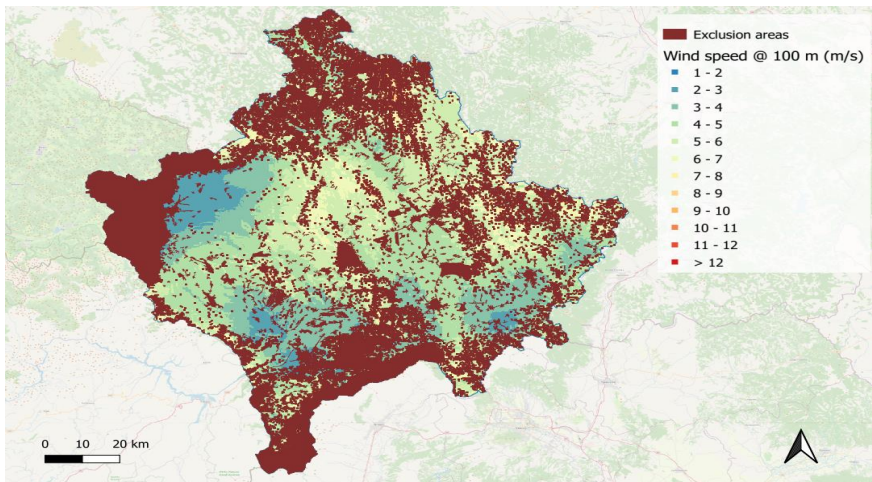 Exclusion areas
Wind speed @ 100 m (m/s)
1 - 2
2 - 3
3 - 4
4 - 5
5 - 6
6 - 7
7 - 8
8 - 9
9 - 10
10 - 11
11 - 12
> 12
0 10 20 km